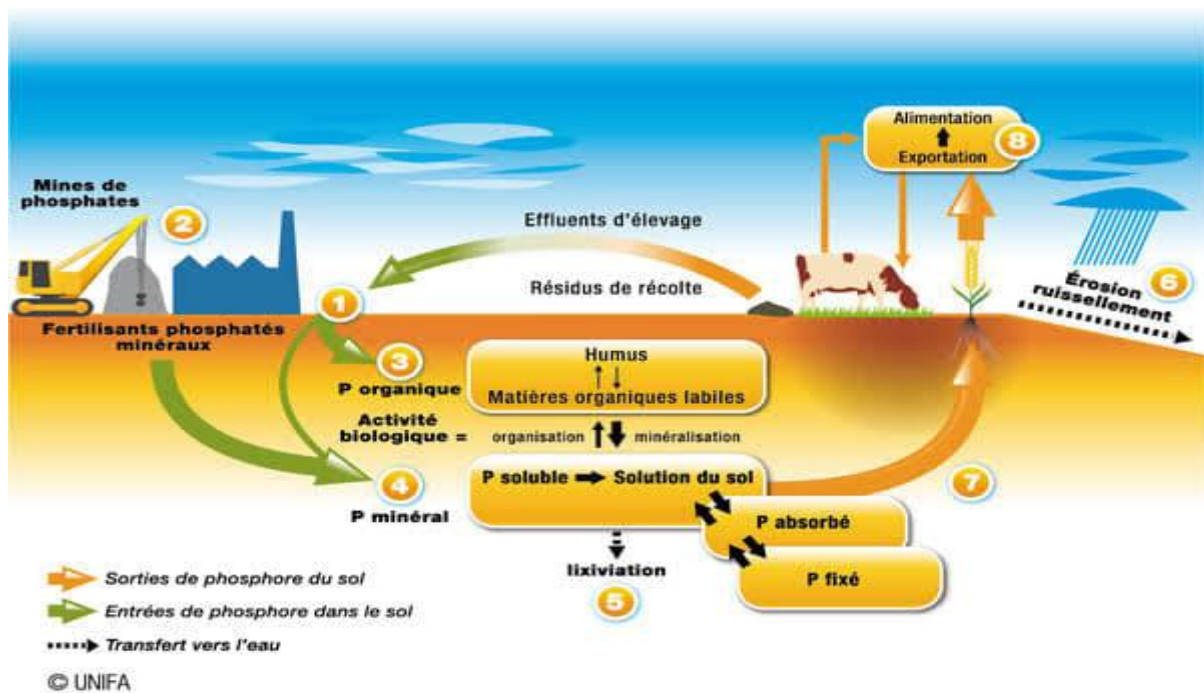 Mines de
phosphates
2
Alimentation
8
Exportation
Effluents d'élevage
Résidus de récolte
1
6
Érosion
ruissellement
Fertilisants phosphatés
minéraux
3
P organique
Humus
Matières organiques labiles
Activité
biologique =
organisation
minéralisation
4
P minéral
P soluble
Solution du sol
7
P absorbé
P fixé
lixiviation
5
Sorties de phosphore du sol
Entrées de phosphore dans le sol
Transfert vers l'eau
© UNIFA